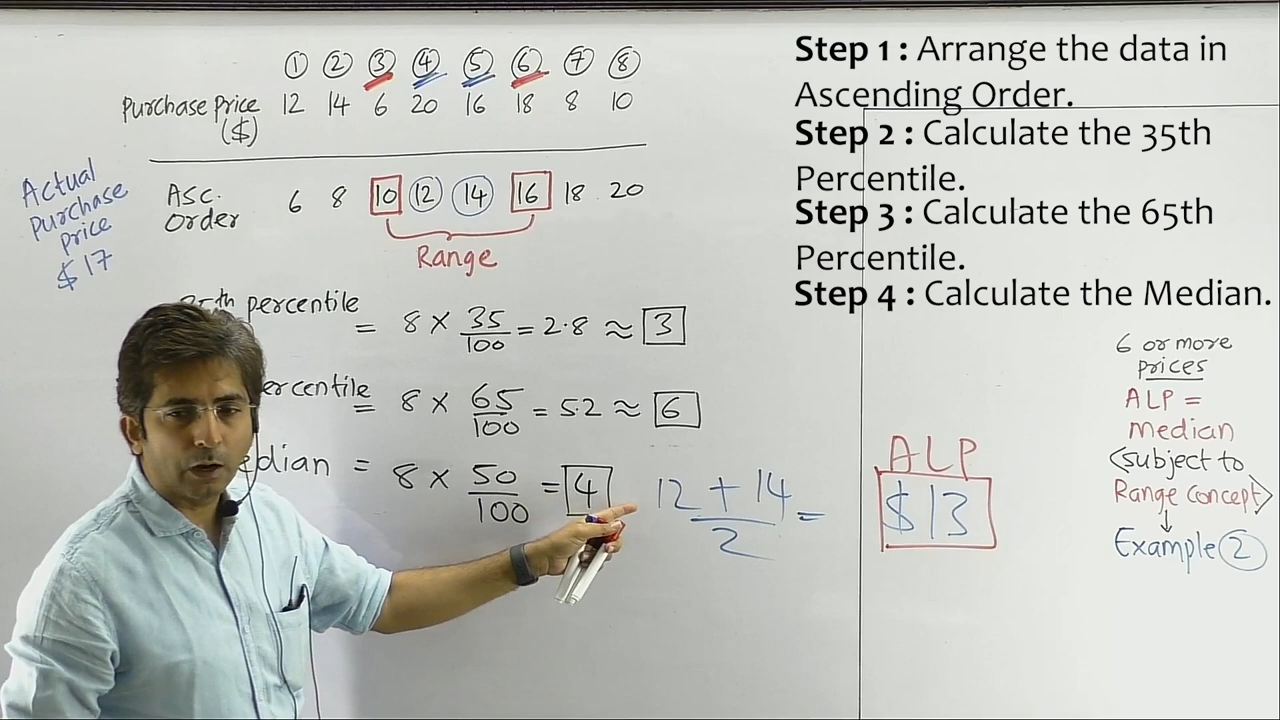 ① ② ③ ④ ⑤ ⑥ ⑦ ⑧
Purchase Price 12 14 6 20 16 18 8 10
($)
Actual
Purchase
Price
$ 17
Asc. Order 6 8 10 12 14 16 18 20
Range
35th percentile
= 8 × 35/100 = 2.8 ≈ 3
ercentile
= 8 × 65/100 = 5.2 ≈ 6
edian = 8 × 50/100 = 4
12 + 14
2
=
ALP
$ 13
Step 1 : Arrange the data in
Ascending Order.
Step 2 : Calculate the 35th
Percentile.
Step 3 : Calculate the 65th
Percentile.
Step 4 : Calculate the Median.
6 or more
prices
ALP =
median
<subject to
Range concept>
↓
Example ②